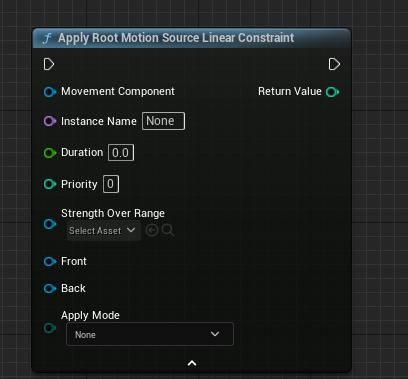 Apply Root Motion Source Linear Constraint
Movement Component
Return Value
Instance Name
None
Duration
0.0
Priority
0
Strength Over Range
Select Asset
Front
Back
Apply Mode
None